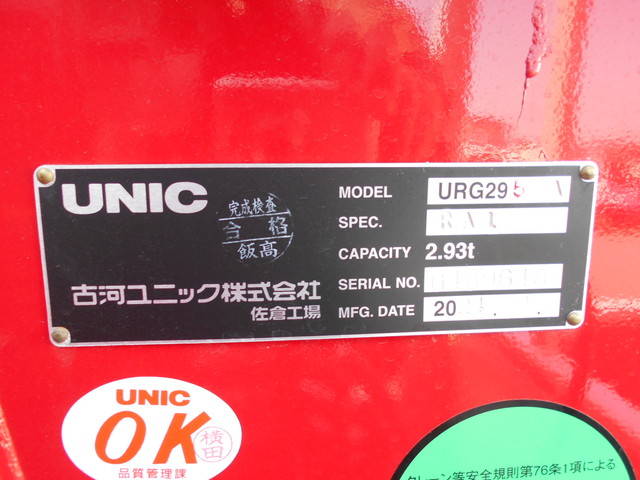 UNIC
完成検査
合格
飯高
古河ユニック株式会社
佐倉工場
MODEL URG295
SPEC.
CAPACITY 2.93t
SERIAL NO.
MFG. DATE 20
UNIC
OK
横田
品質管理課
クレーン等安全規則第76条1項による